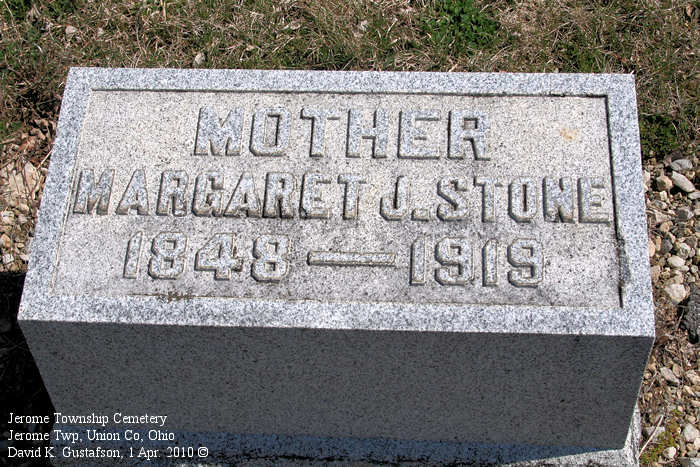 MOTHER
MARGARET J. STONE
1848 — 1919
Jerome Township Cemetery
Jerome Twp, Union Co, Ohio
David K. Gustafson, 1 Apr. 2010 ©